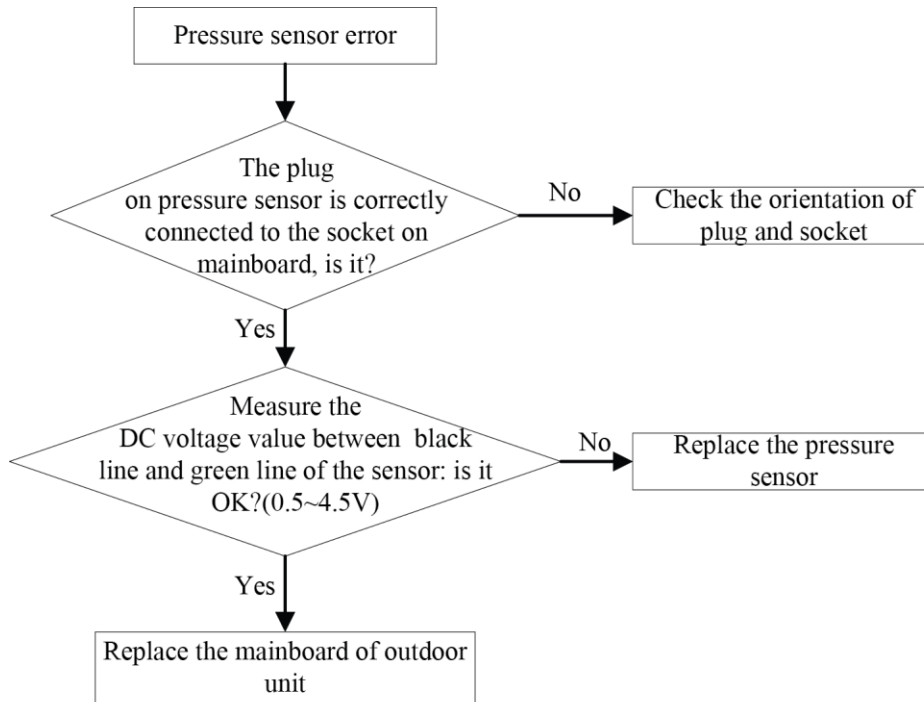 Pressure sensor error
The plug
on pressure sensor is correctly
connected to the socket on
mainboard, is it?
No
Check the orientation of
plug and socket
Yes
Measure the
DC voltage value between black
line and green line of the sensor: is it
OK?(0.5~4.5V)
No
Replace the pressure
sensor
Yes
Replace the mainboard of outdoor
unit